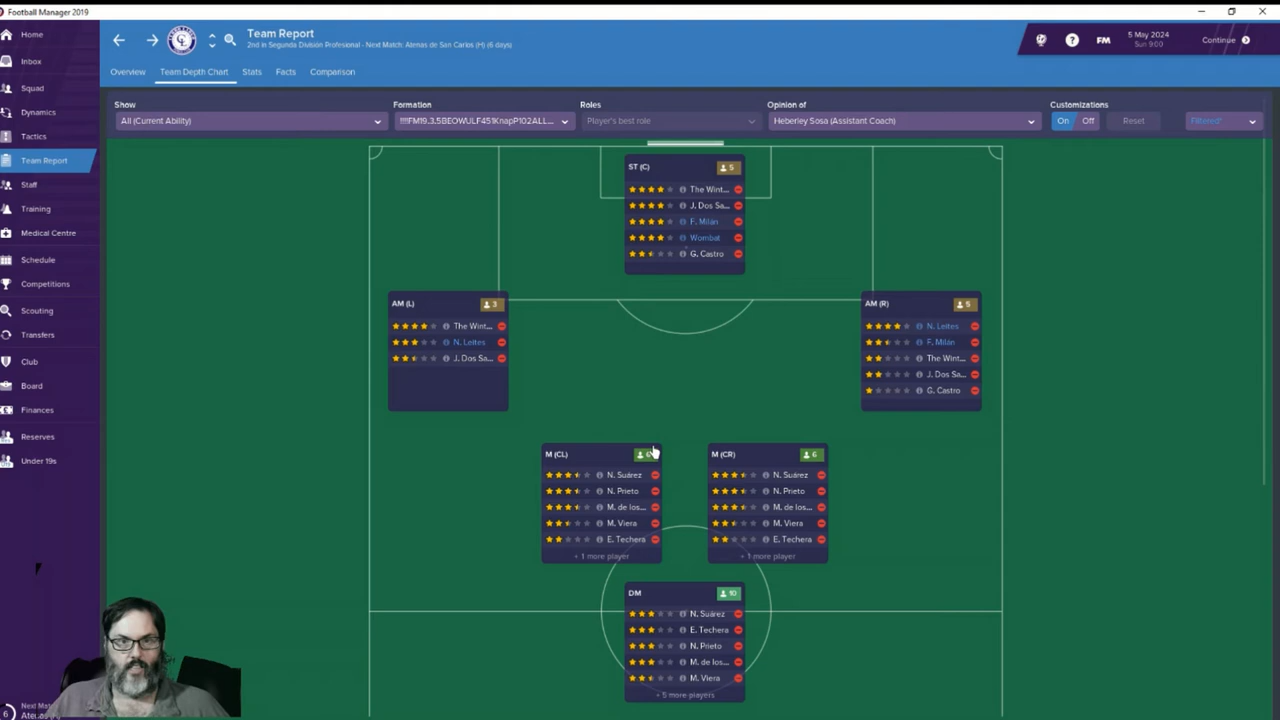 Football Manager 2019
Home
Inbox
Squad
Dynamics
Tactics
Team Report
Staff
Training
Medical Centre
Schedule
Competitions
Scouting
Transfers
Club
Board
Finances
Reserves
Under 19s
6
Team Report
2nd in Segunda División Profesional - Next Match: Atenas de San Carlos (H) (6 days)
FM
5 May 2024
Sun 9:00
Continue
Overview
Team Depth Chart
Stats
Facts
Comparison
Show
All (Current Ability)
Formation
!!!!FM19.3.5BEOWULF451KnapP102ALL...
Roles
Player's best role
Opinion of
Heberley Sosa (Assistant Coach)
Customizations
On
Off
Reset
Filtered*
ST (C) 5
The Wint...
J. Dos Sa...
F. Milán
Wombat
G. Castro
AM (L) 3
The Wint...
N. Leites
J. Dos Sa...
AM (R) 5
N. Leites
F. Milán
The Wint...
J. Dos Sa...
G. Castro
M (CL)
N. Suárez
N. Prieto
M. de los...
M. Viera
E. Techera
+ 1 more player
M (CR) 6
N. Suárez
N. Prieto
M. de los...
M. Viera
E. Techera
+ 1 more player
DM 10
N. Suárez
E. Techera
N. Prieto
M. de los...
M. Viera
+ 5 more players